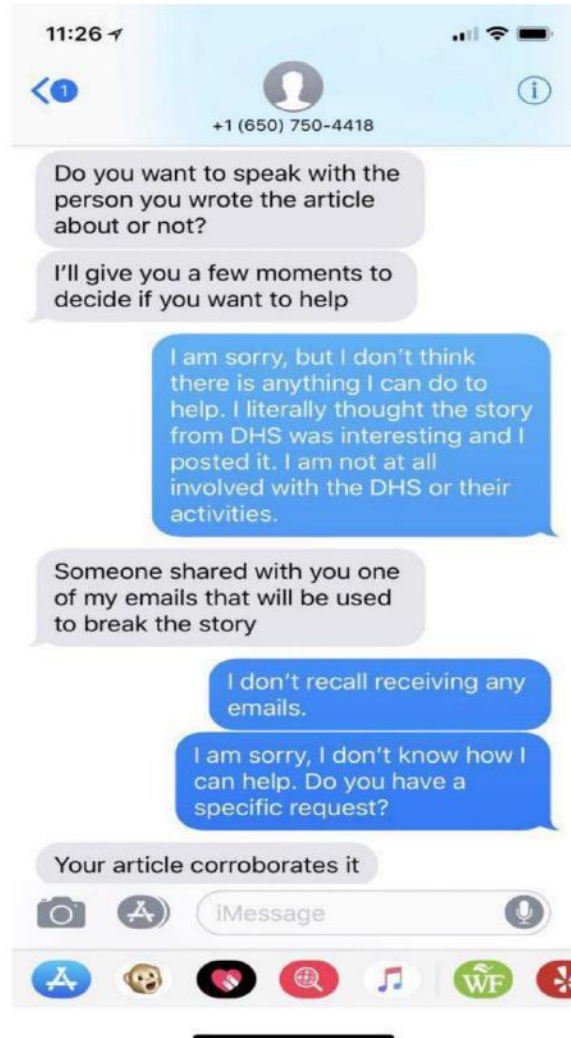 11:26
1
+1 (650) 750-4418
Do you want to speak with the
person you wrote the article
about or not?
I'll give you a few moments to
decide if you want to help
I am sorry, but I don't think
there is anything I can do to
help. I literally thought the story
from DHS was interesting and I
posted it. I am not at all
involved with the DHS or their
activities.
Someone shared with you one
of my emails that will be used
to break the story
I don't recall receiving any
emails.
I am sorry, I don't know how I
can help. Do you have a
specific request?
Your article corroborates it
iMessage
WF